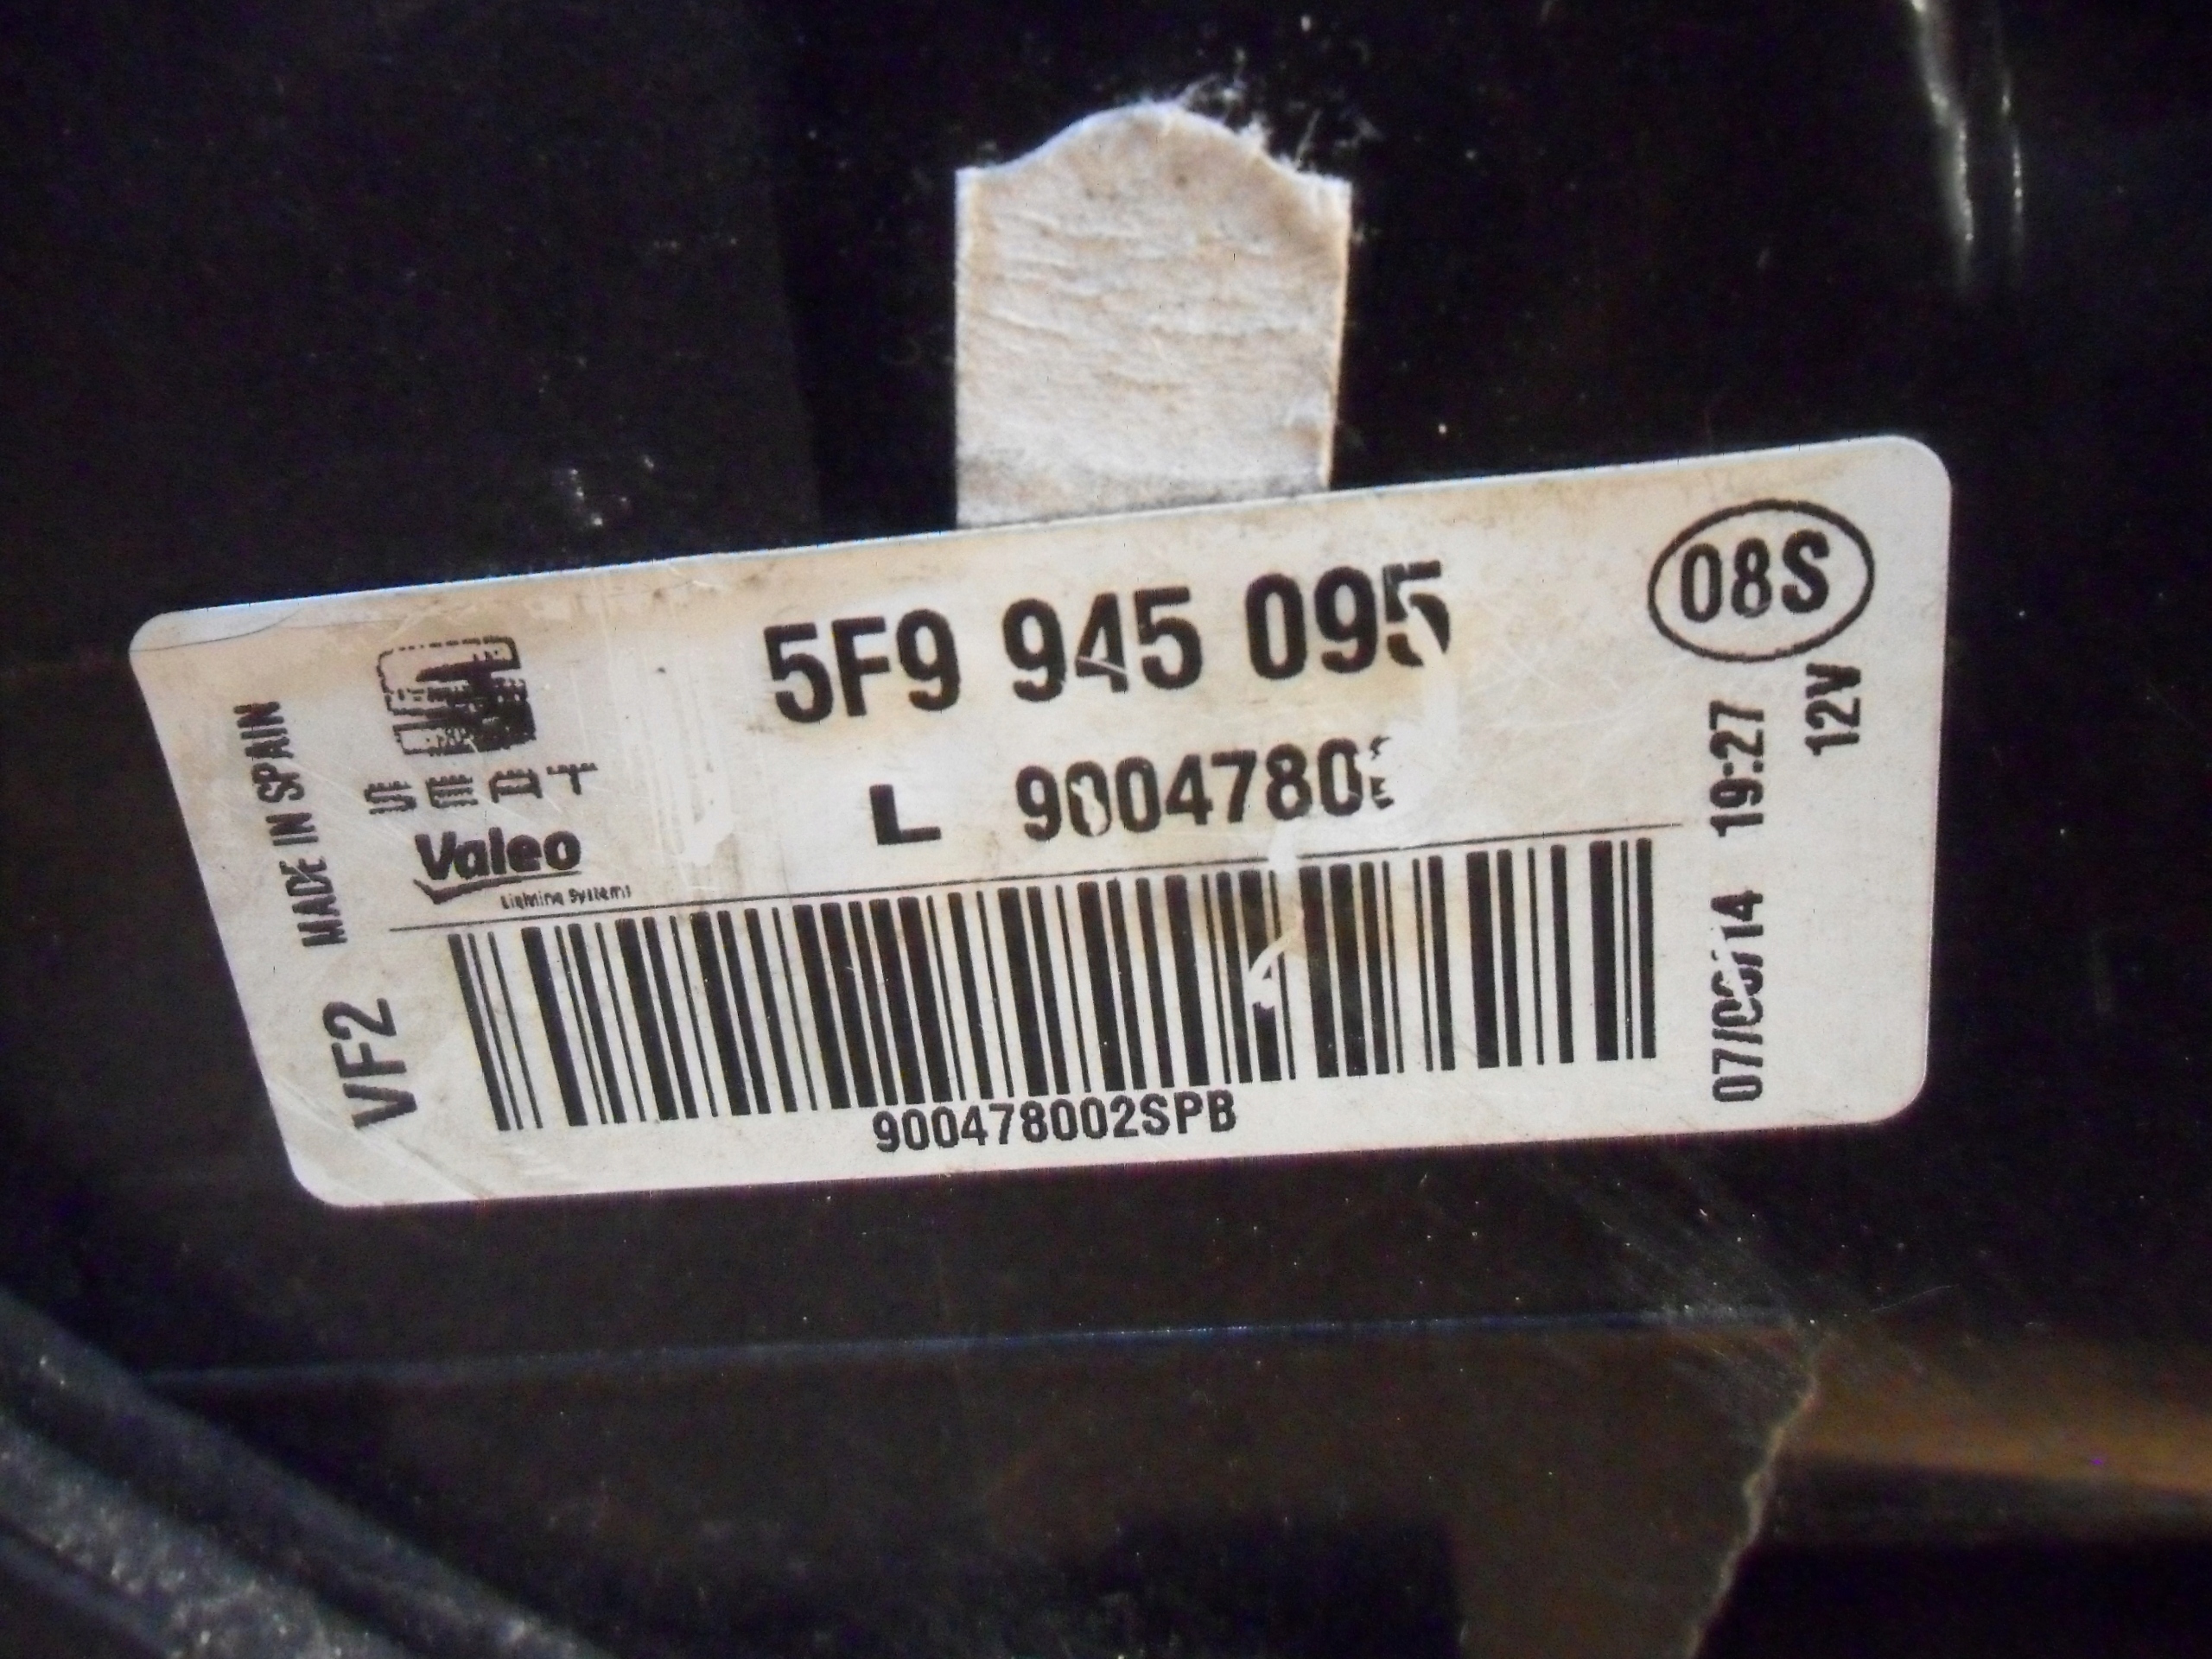 5F9 945 095
08S
SEAT
Valeo
Lighting Systems
L
MADE IN SPAIN
VF2
19:27
12V
900478002SPB